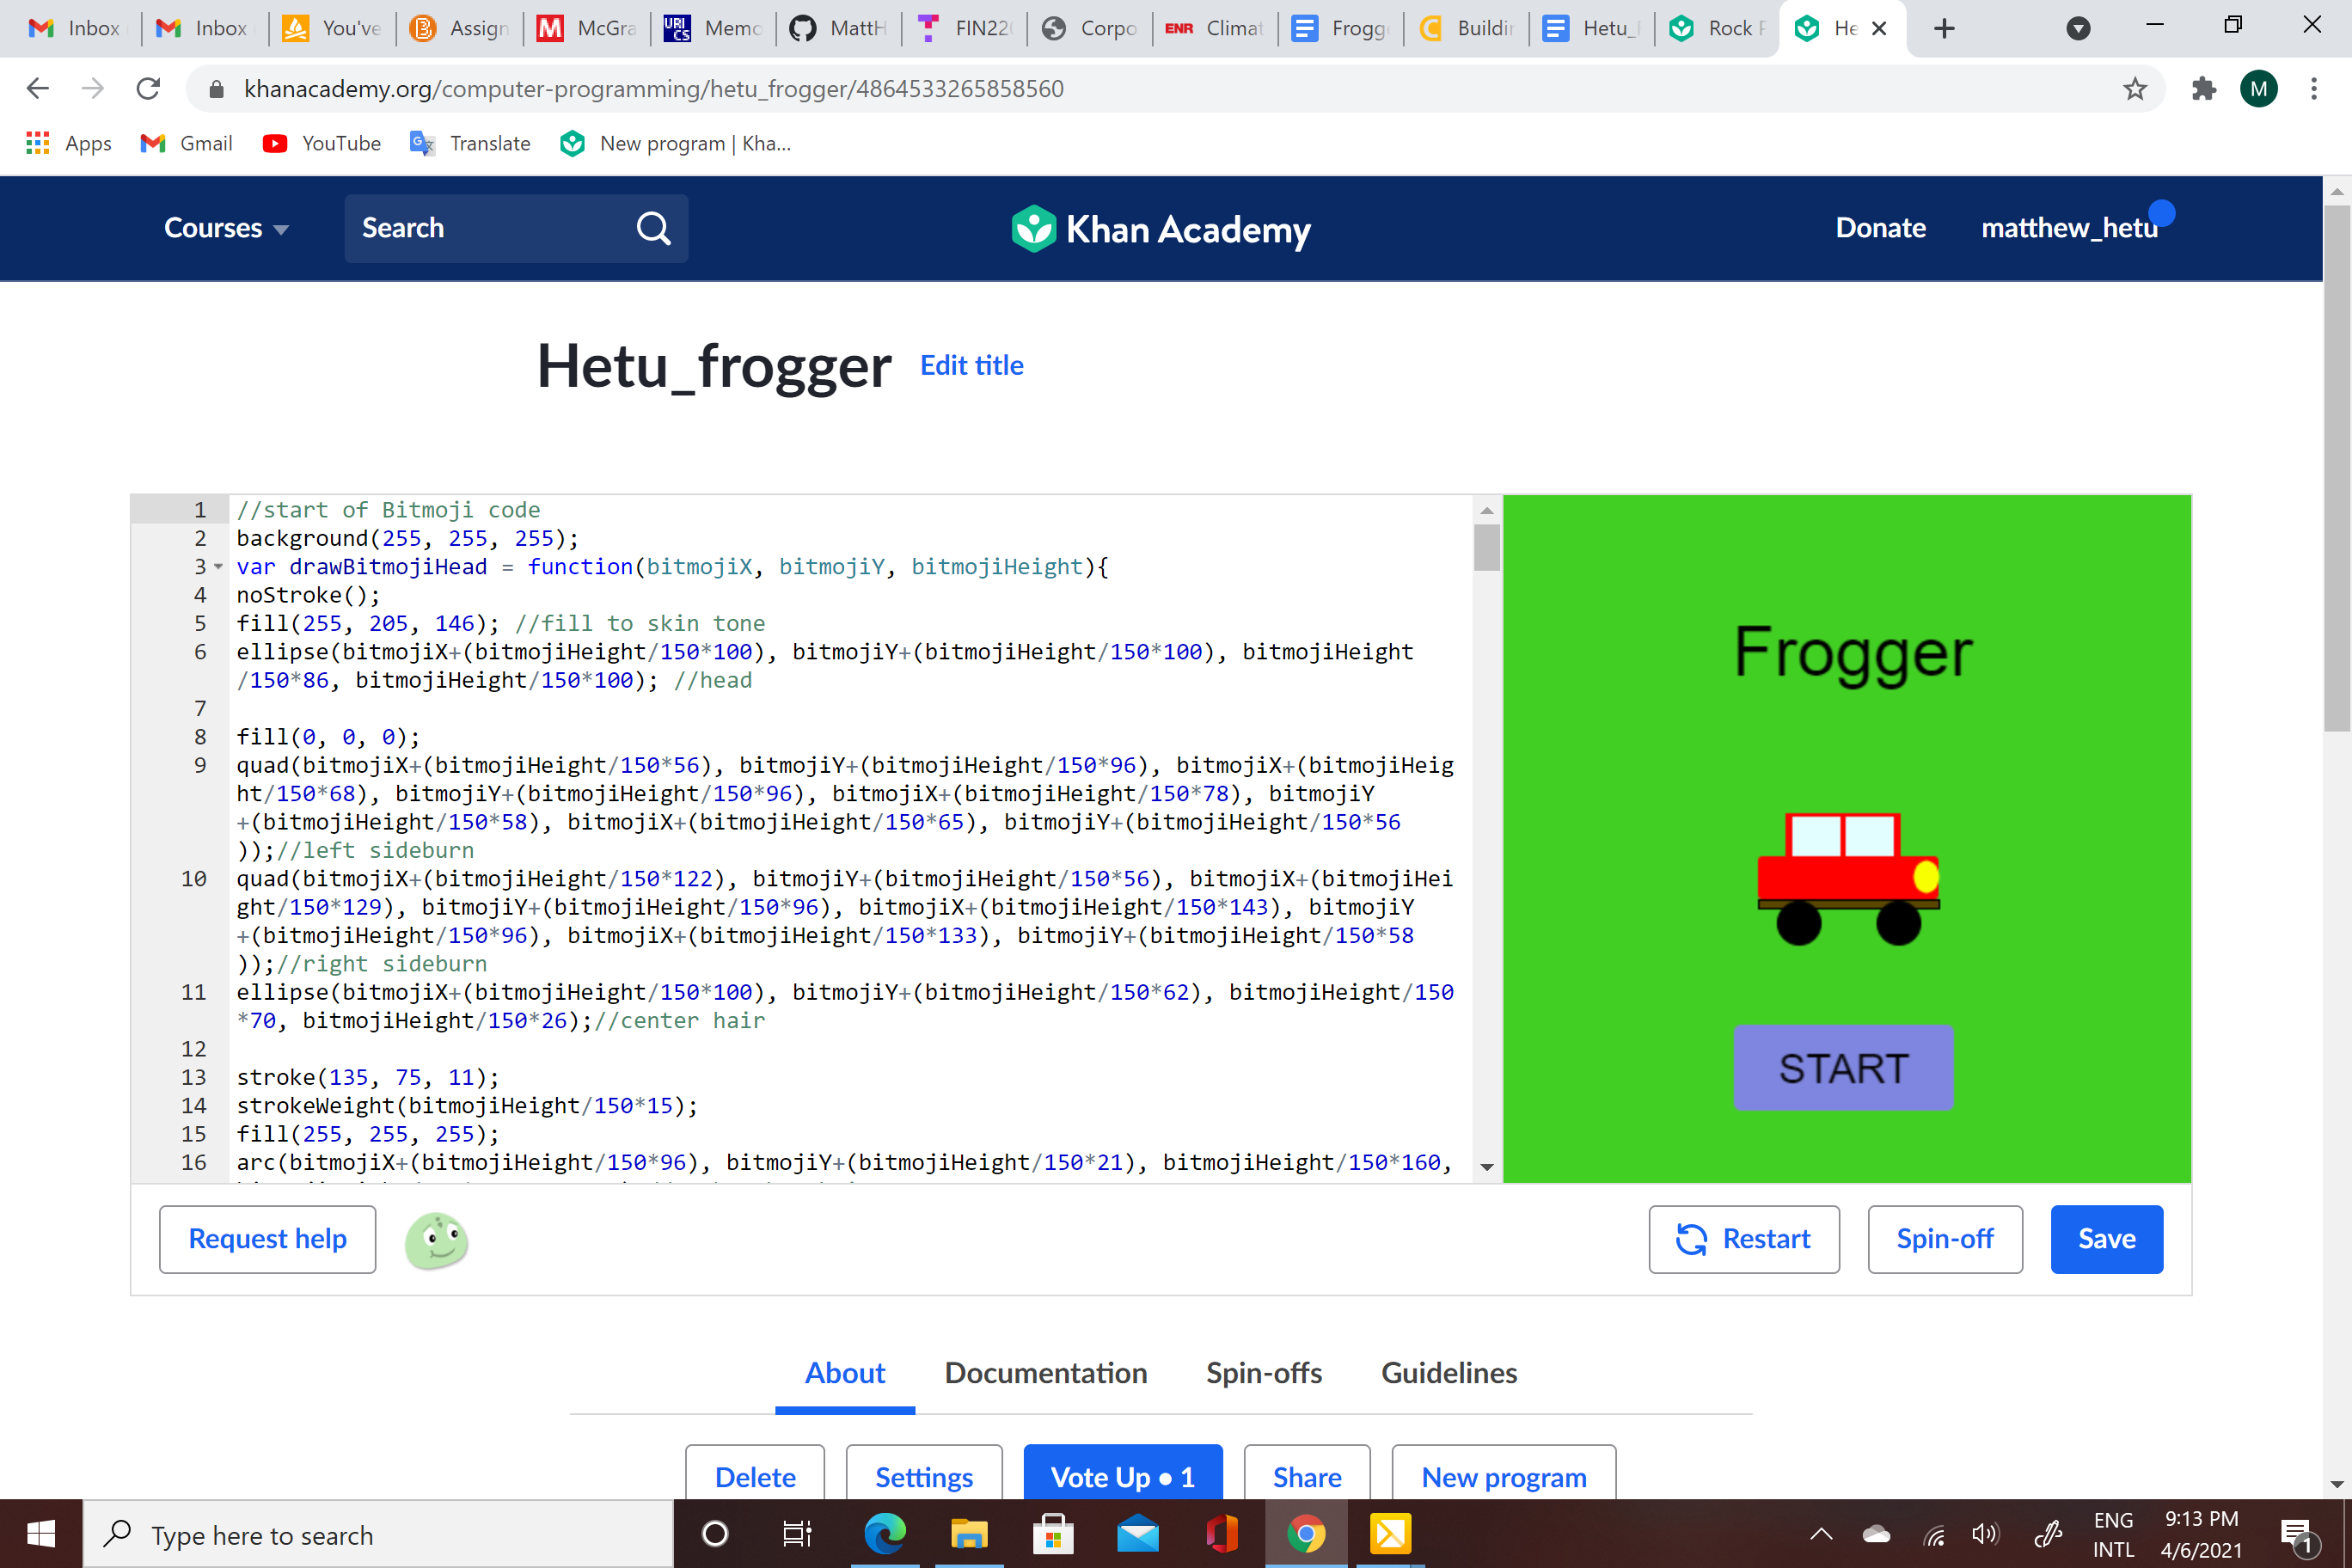 Inbox
Inbox
You've
Assign
McGra
URI CS
Memo
MattH
FIN22
Corpo
ENR
Climat
Frogg
Buildin
Hetu_
Rock
He
khanacademy.org/computer-programming/hetu_frogger/4864533265858560
M
Apps
Gmail
YouTube
Translate
New program | Kha...
Courses
Search
Khan Academy
Donate
matthew_hetu
Hetu_frogger
Edit title
1 //start of Bitmoji code
2 background(255, 255, 255);
3 var drawBitmojiHead = function(bitmojiX, bitmojiY, bitmojiHeight){
4 noStroke();
5 fill(255, 205, 146); //fill to skin tone
6 ellipse(bitmojiX+(bitmojiHeight/150*100), bitmojiY+(bitmojiHeight/150*100), bitmojiHeight
/150*86, bitmojiHeight/150*100); //head
7
8 fill(0, 0, 0);
9 quad(bitmojiX+(bitmojiHeight/150*56), bitmojiY+(bitmojiHeight/150*96), bitmojiX+(bitmojiHeig
ht/150*68), bitmojiY+(bitmojiHeight/150*96), bitmojiX+(bitmojiHeight/150*78), bitmojiY
+(bitmojiHeight/150*58), bitmojiX+(bitmojiHeight/150*65), bitmojiY+(bitmojiHeight/150*56
));//left sideburn
10 quad(bitmojiX+(bitmojiHeight/150*122), bitmojiY+(bitmojiHeight/150*56), bitmojiX+(bitmojiHei
ght/150*129), bitmojiY+(bitmojiHeight/150*96), bitmojiX+(bitmojiHeight/150*143), bitmojiY
+(bitmojiHeight/150*96), bitmojiX+(bitmojiHeight/150*133), bitmojiY+(bitmojiHeight/150*58
));//right sideburn
11 ellipse(bitmojiX+(bitmojiHeight/150*100), bitmojiY+(bitmojiHeight/150*62), bitmojiHeight/150
*70, bitmojiHeight/150*26);//center hair
12
13 stroke(135, 75, 11);
14 strokeWeight(bitmojiHeight/150*15);
15 fill(255, 255, 255);
16 arc(bitmojiX+(bitmojiHeight/150*96), bitmojiY+(bitmojiHeight/150*21), bitmojiHeight/150*160,
Frogger
START
Request help
Restart
Spin-off
Save
About
Documentation
Spin-offs
Guidelines
Delete
Settings
Vote Up • 1
Share
New program
Type here to search
ENG
INTL
9:13 PM
4/6/2021
1